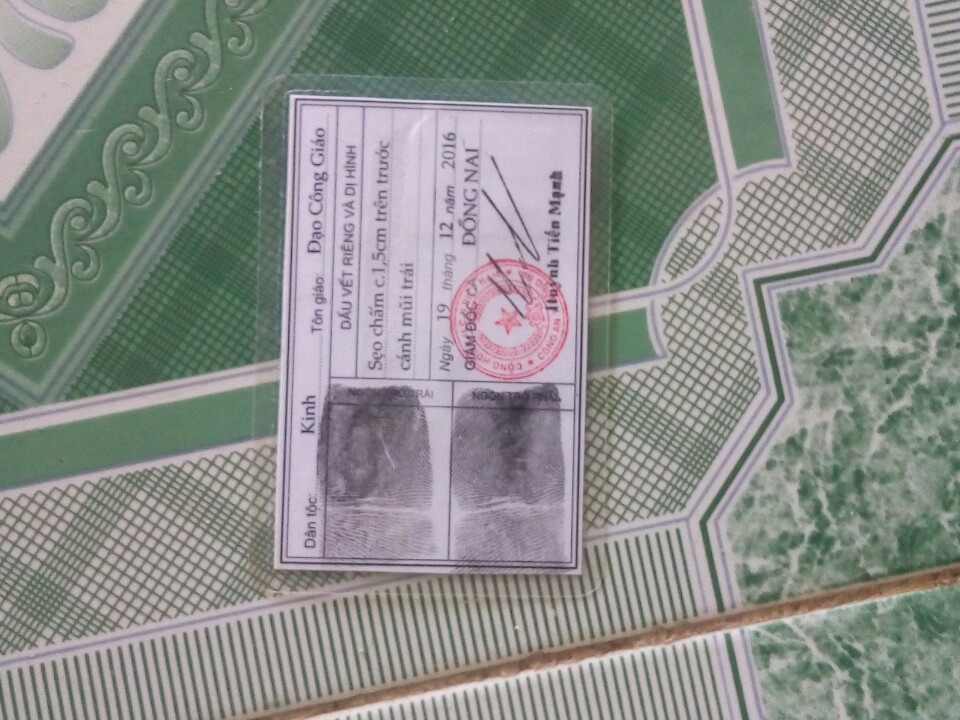 Dân tộc: Kinh Tôn giáo: Đạo Công Giáo
NGÓN TRỎ TRÁI
DẤU VẾT RIÊNG VÀ DỊ HÌNH
Sẹo chấm c.1,5cm trên trước
cánh mũi trái
Ngày 19 tháng 12 năm 2016
GIÁM ĐỐC CA ĐỒNG NAI
NGÓN TRỎ PHẢI
Huỳnh Tiến Mạnh